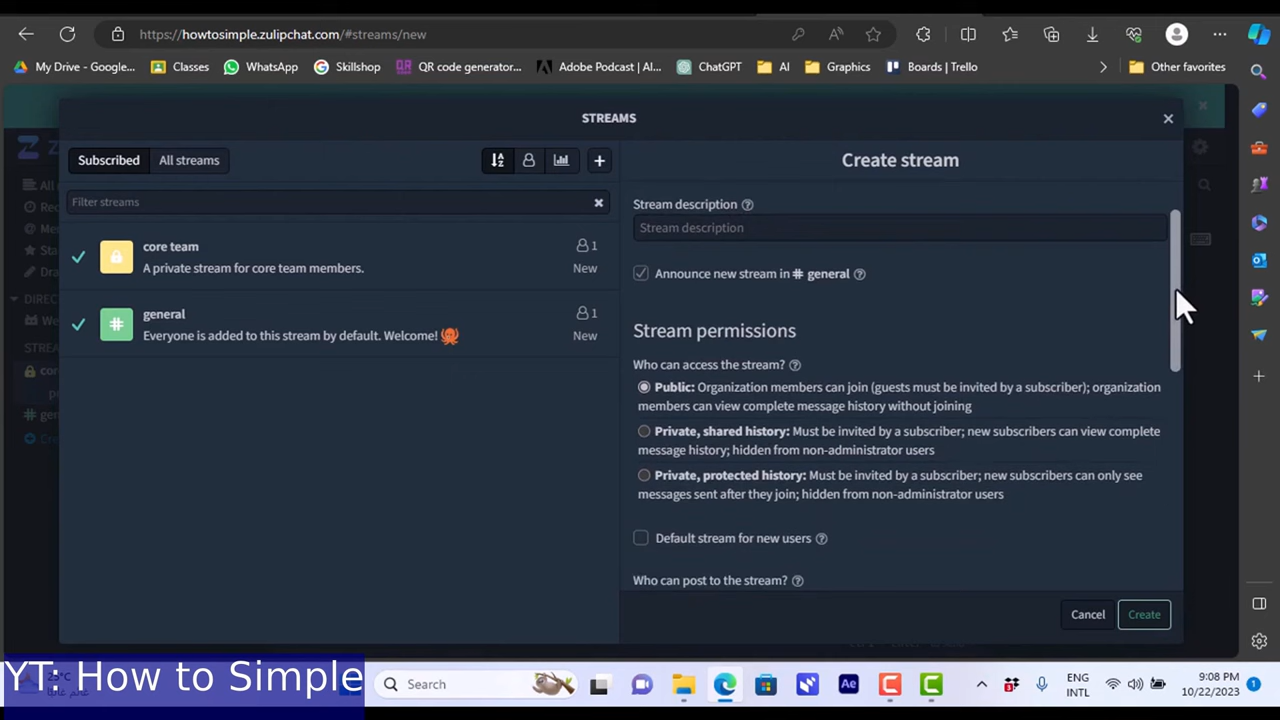 https://howtosimple.zulipchat.com/#streams/new
My Drive - Google...
Classes
WhatsApp
Skillshop
QR code generator...
Adobe Podcast | AI...
ChatGPT
AI
Graphics
Boards | Trello
Other favorites
STREAMS
Subscribed
All streams
Create stream
Filter streams
Stream description
Stream description
core team
1
A private stream for core team members.
New
Announce new stream in # general
general
1
Everyone is added to this stream by default. Welcome! 🐙
New
Stream permissions
Who can access the stream?
Public: Organization members can join (guests must be invited by a subscriber); organization
members can view complete message history without joining
Private, shared history: Must be invited by a subscriber; new subscribers can view complete
message history; hidden from non-administrator users
Private, protected history: Must be invited by a subscriber; new subscribers can only see
messages sent after they join; hidden from non-administrator users
Default stream for new users
Who can post to the stream?
Cancel
Create
YT: How to Simple
Search
ENG
INTL
9:08 PM
10/22/2023